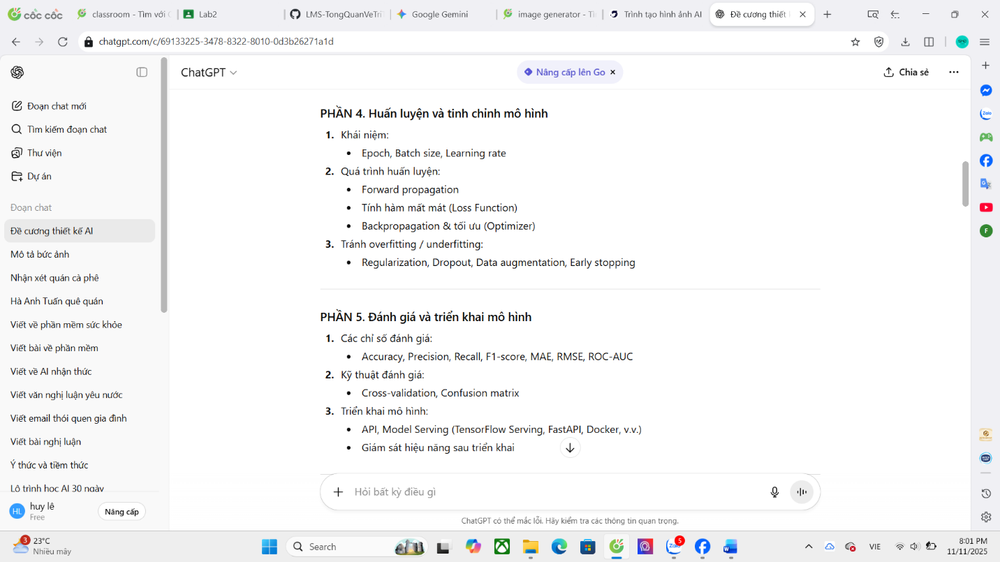 cốc cốc
classroom - Tìm với C
Lab2
LMS-TongQuanVeTri
Google Gemini
image generator - Tì
Trình tạo hình ảnh AI
Đề cương thiết
chatgpt.com/c/69133225-3478-8322-8010-0d3b26271a1d
ChatGPT
Nâng cấp lên Go
Chia sẻ
Đoạn chat mới
Tìm kiếm đoạn chat
Thư viện
Dự án
Đoạn chat
Đề cương thiết kế AI
Mô tả bức ảnh
Nhận xét quán cà phê
Hà Anh Tuấn quê quán
Viết về phần mềm sức khỏe
Viết bài về phần mềm
Viết về AI nhận thức
Viết văn nghị luận yêu nước
Viết email thói quen gia đình
Viết bài nghị luận
Ý thức và tiềm thức
Lộ trình học AI 30 ngày
HL
huy lê
Free
Nâng cấp
PHẦN 4. Huấn luyện và tinh chỉnh mô hình
1. Khái niệm:
• Epoch, Batch size, Learning rate
2. Quá trình huấn luyện:
• Forward propagation
• Tính hàm mất mát (Loss Function)
• Backpropagation & tối ưu (Optimizer)
3. Tránh overfitting / underfitting:
• Regularization, Dropout, Data augmentation, Early stopping
PHẦN 5. Đánh giá và triển khai mô hình
1. Các chỉ số đánh giá:
• Accuracy, Precision, Recall, F1-score, MAE, RMSE, ROC-AUC
2. Kỹ thuật đánh giá:
• Cross-validation, Confusion matrix
3. Triển khai mô hình:
• API, Model Serving (TensorFlow Serving, FastAPI, Docker, v.v.)
• Giám sát hiệu năng sau triển khai
Hỏi bất kỳ điều gì
ChatGPT có thể mắc lỗi. Hãy kiểm tra các thông tin quan trọng.
Zalo
F
3
23°C
Nhiều mây
Search
Zalo
5
VIE
8:01 PM
11/11/2025